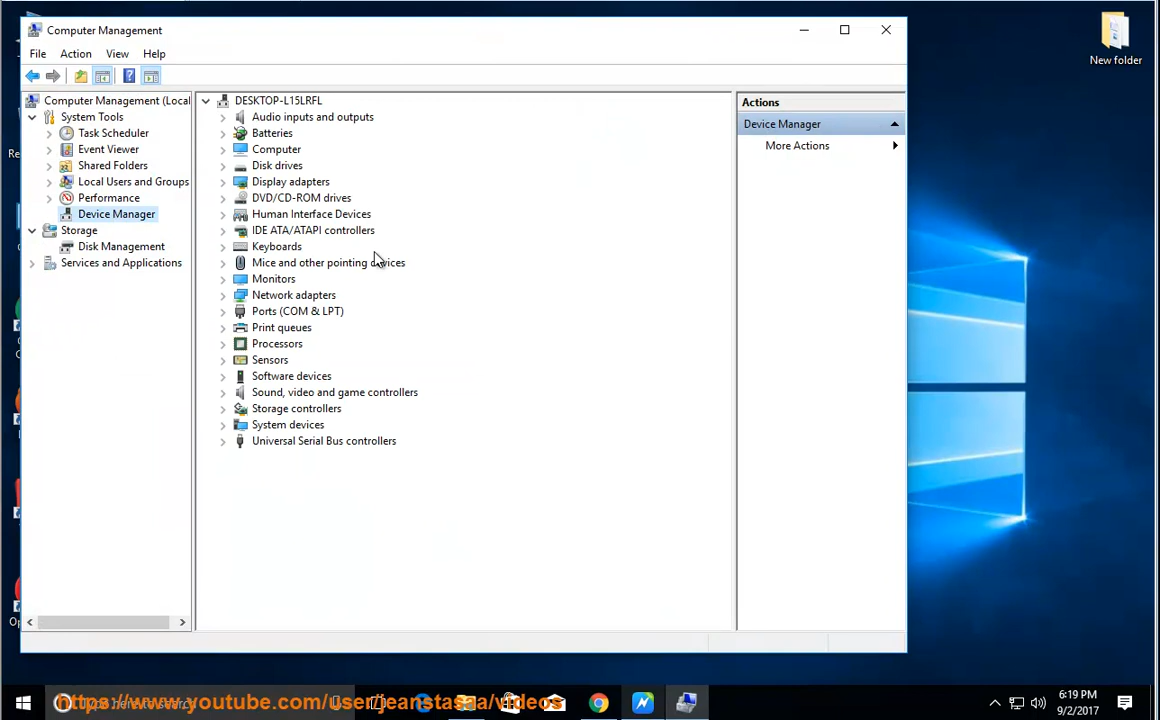 Computer Management
New folder
File Action View Help
Computer Management (Local
System Tools
Task Scheduler
Event Viewer
Shared Folders
Local Users and Groups
Performance
Device Manager
Storage
Disk Management
Services and Applications
DESKTOP-L15LRFL
Audio inputs and outputs
Batteries
Computer
Disk drives
Display adapters
DVD/CD-ROM drives
Human Interface Devices
IDE ATA/ATAPI controllers
Keyboards
Mice and other pointing devices
Monitors
Network adapters
Ports (COM & LPT)
Print queues
Processors
Sensors
Software devices
Sound, video and game controllers
Storage controllers
System devices
Universal Serial Bus controllers
Actions
Device Manager
More Actions
Re
Op
https://www.youtube.com/userjeanstasaa/videos
6:19 PM
9/2/2017